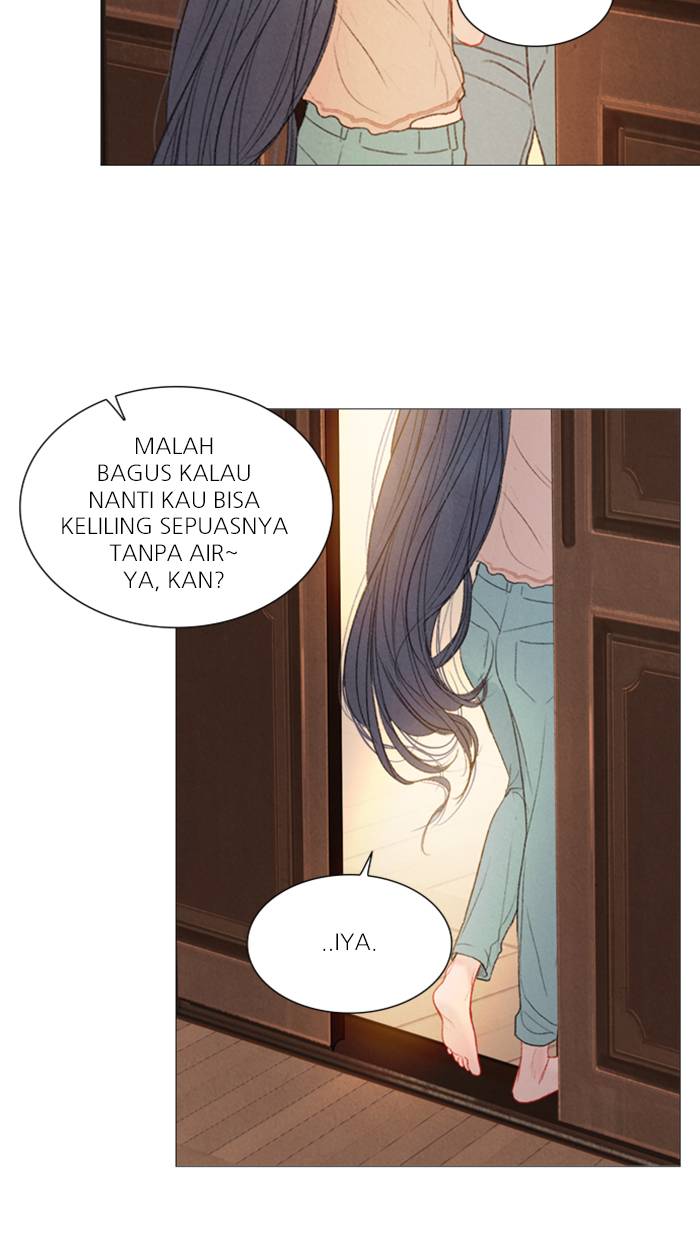 MALAH
BAGUS KALAU
NANTI KAU BISA
KELILING SEPUASNYA
TANPA AIR~
YA, KAN?
..IYA.